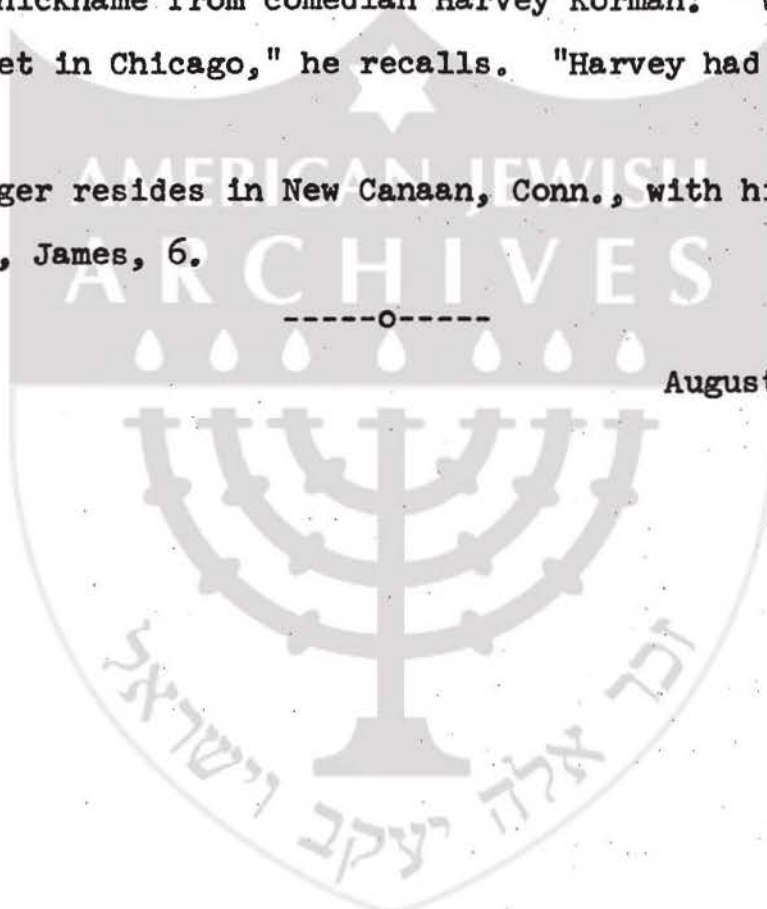 nickname from comedian Harvey Korman.
et in Chicago," he recalls. "Harvey had
AMERICAN JEWISH
ger resides in New Canaan, Conn., with hi
, James, 6.
ARCHIVES
-----o-----
August
זכר אלה יעקב וישראל